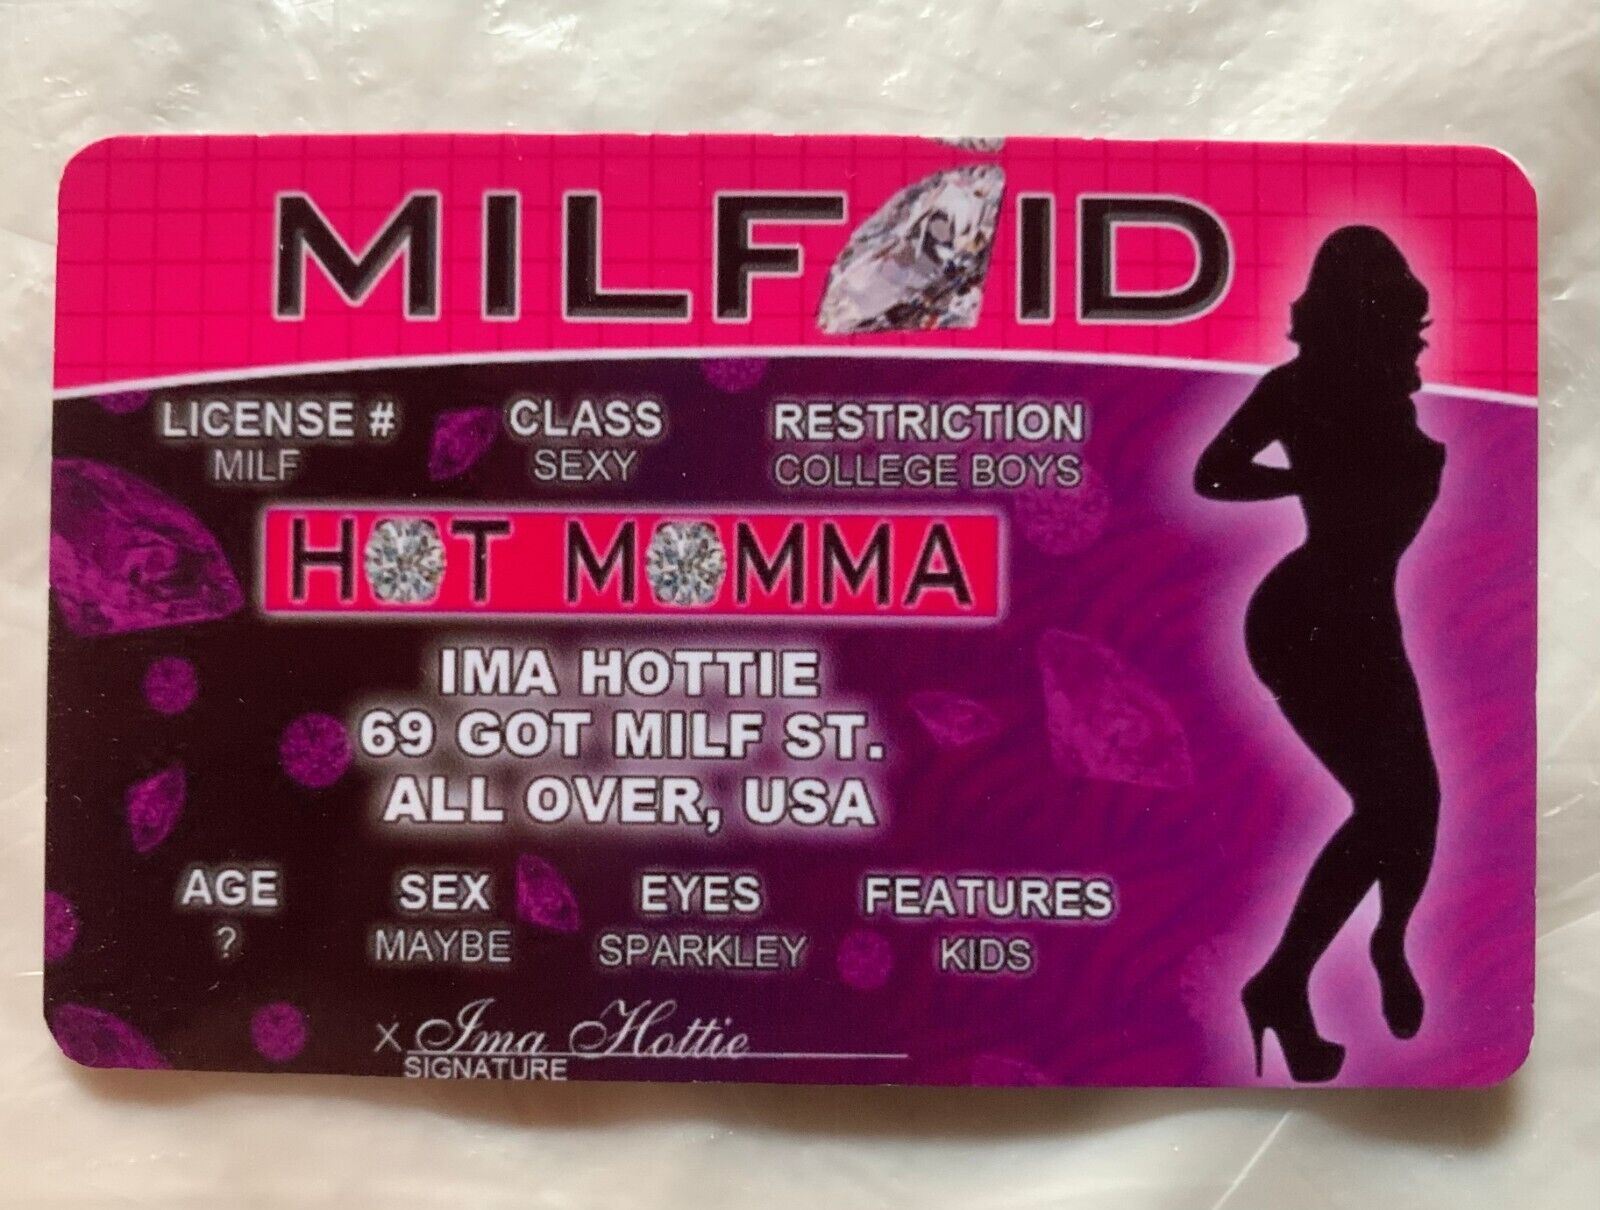 MILF ID
LICENSE # CLASS RESTRICTION
MILF SEXY COLLEGE BOYS
HOT MOMMA
IMA HOTTIE
69 GOT MILF ST.
ALL OVER, USA
AGE SEX EYES FEATURES
? MAYBE SPARKLEY KIDS
X Ima Hottie
SIGNATURE